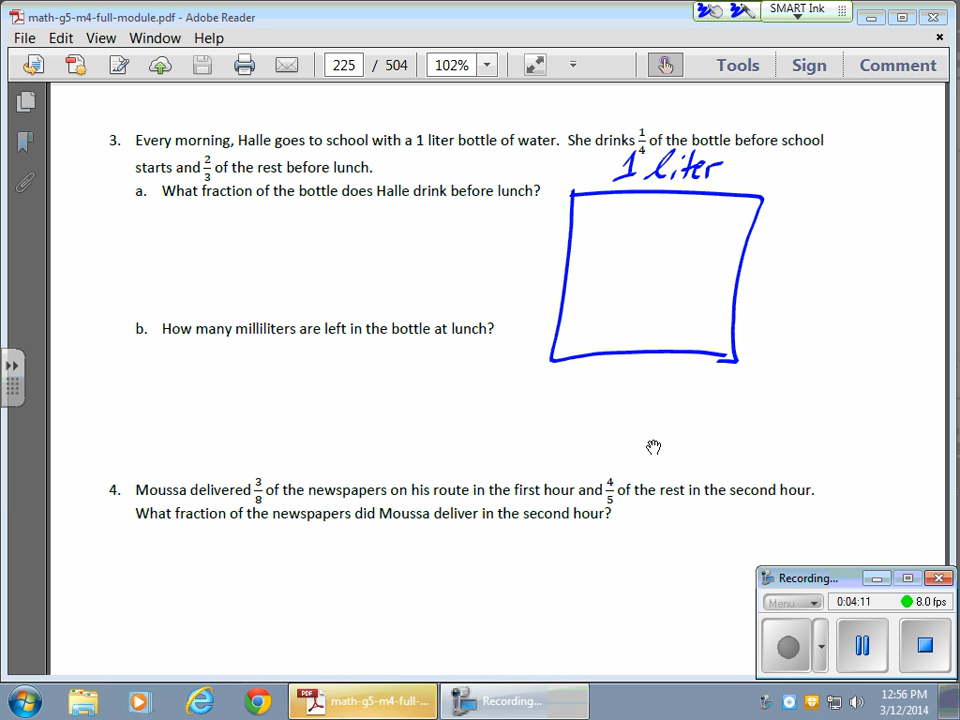 math-g5-m4-full-module.pdf - Adobe Reader
SMART Ink
File Edit View Window Help
225 / 504 102% Tools Sign Comment
3. Every morning, Halle goes to school with a 1 liter bottle of water. She drinks 1/4 of the bottle before school
starts and 2/3 of the rest before lunch.
1 liter
a. What fraction of the bottle does Halle drink before lunch?
b. How many milliliters are left in the bottle at lunch?
4. Moussa delivered 3/8 of the newspapers on his route in the first hour and 4/5 of the rest in the second hour.
What fraction of the newspapers did Moussa deliver in the second hour?
Recording...
Menu 0:04:11 8.0 fps
PDF math-g5-m4-full-... Recording...
12:56 PM
3/12/2014